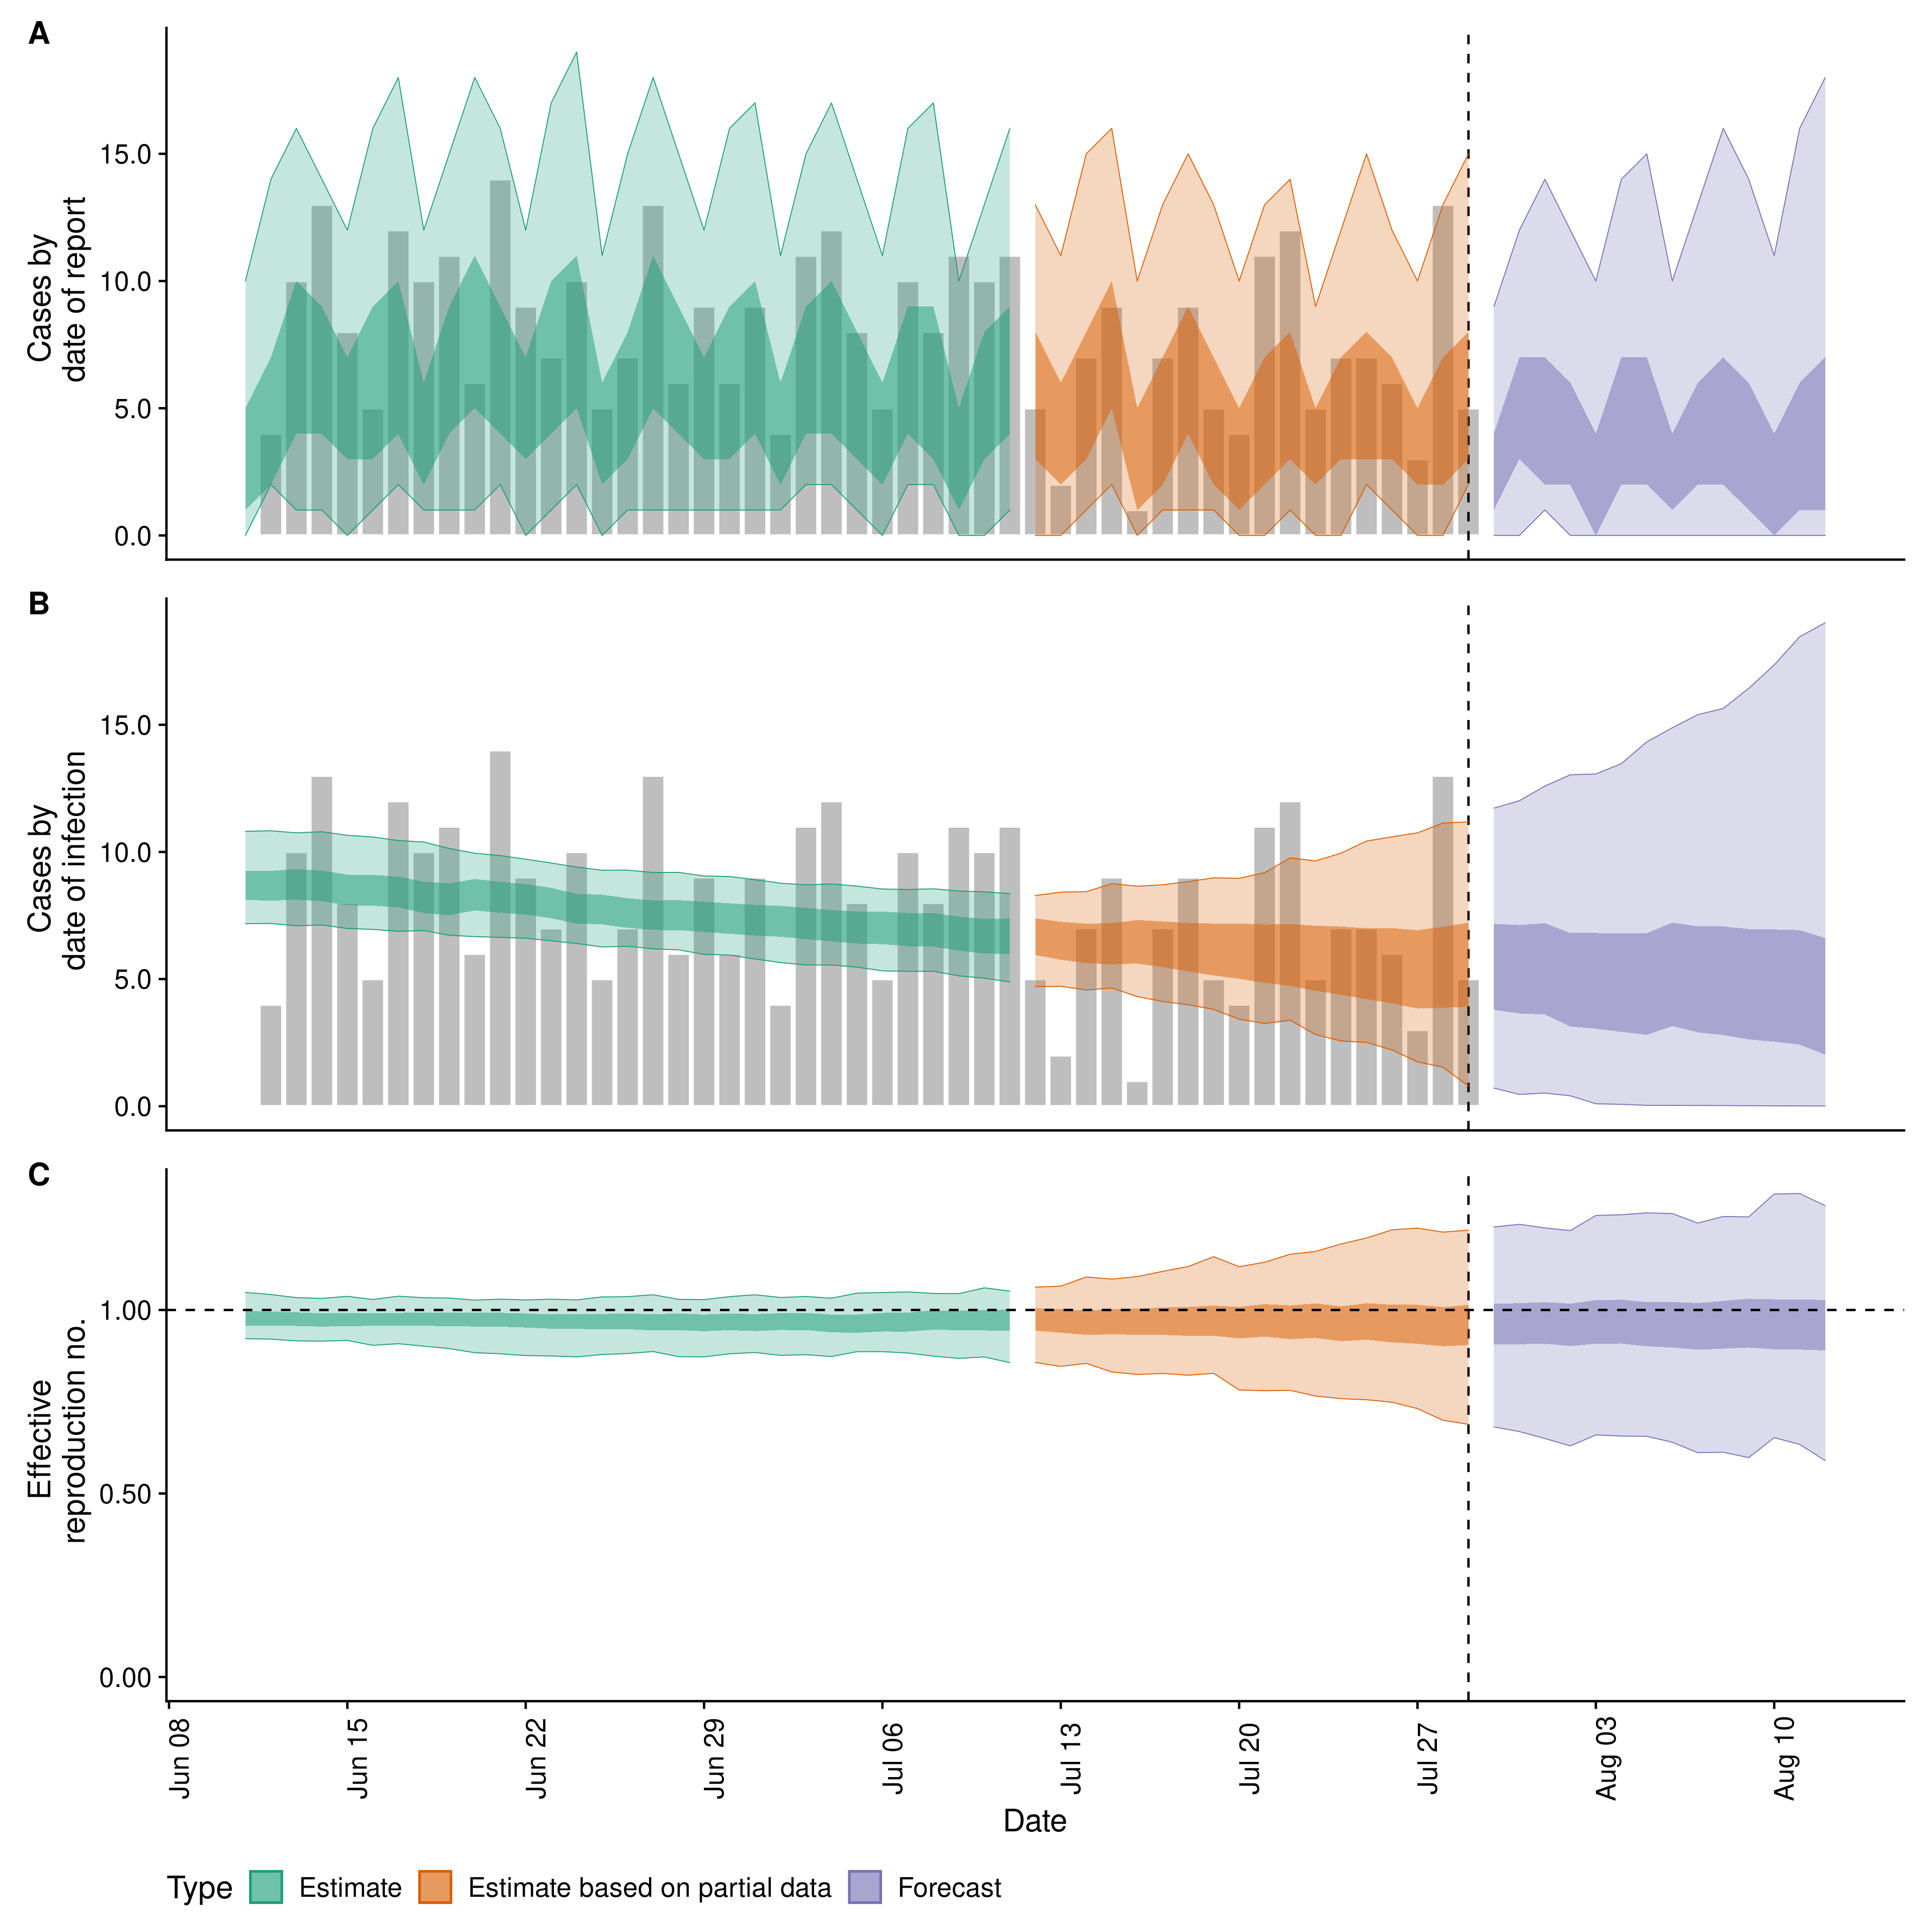 A
Cases by
date of report
15.0
10.0
5.0
0.0
B
Cases by
date of infection
15.0
10.0
5.0
0.0
C
Effective
reproduction no.
1.00
0.50
0.00
Jun 08
Jun 15
Jun 22
Jun 29
Jul 06
Jul 13
Jul 20
Jul 27
Aug 03
Aug 10
Date
Type Estimate Estimate based on partial data Forecast